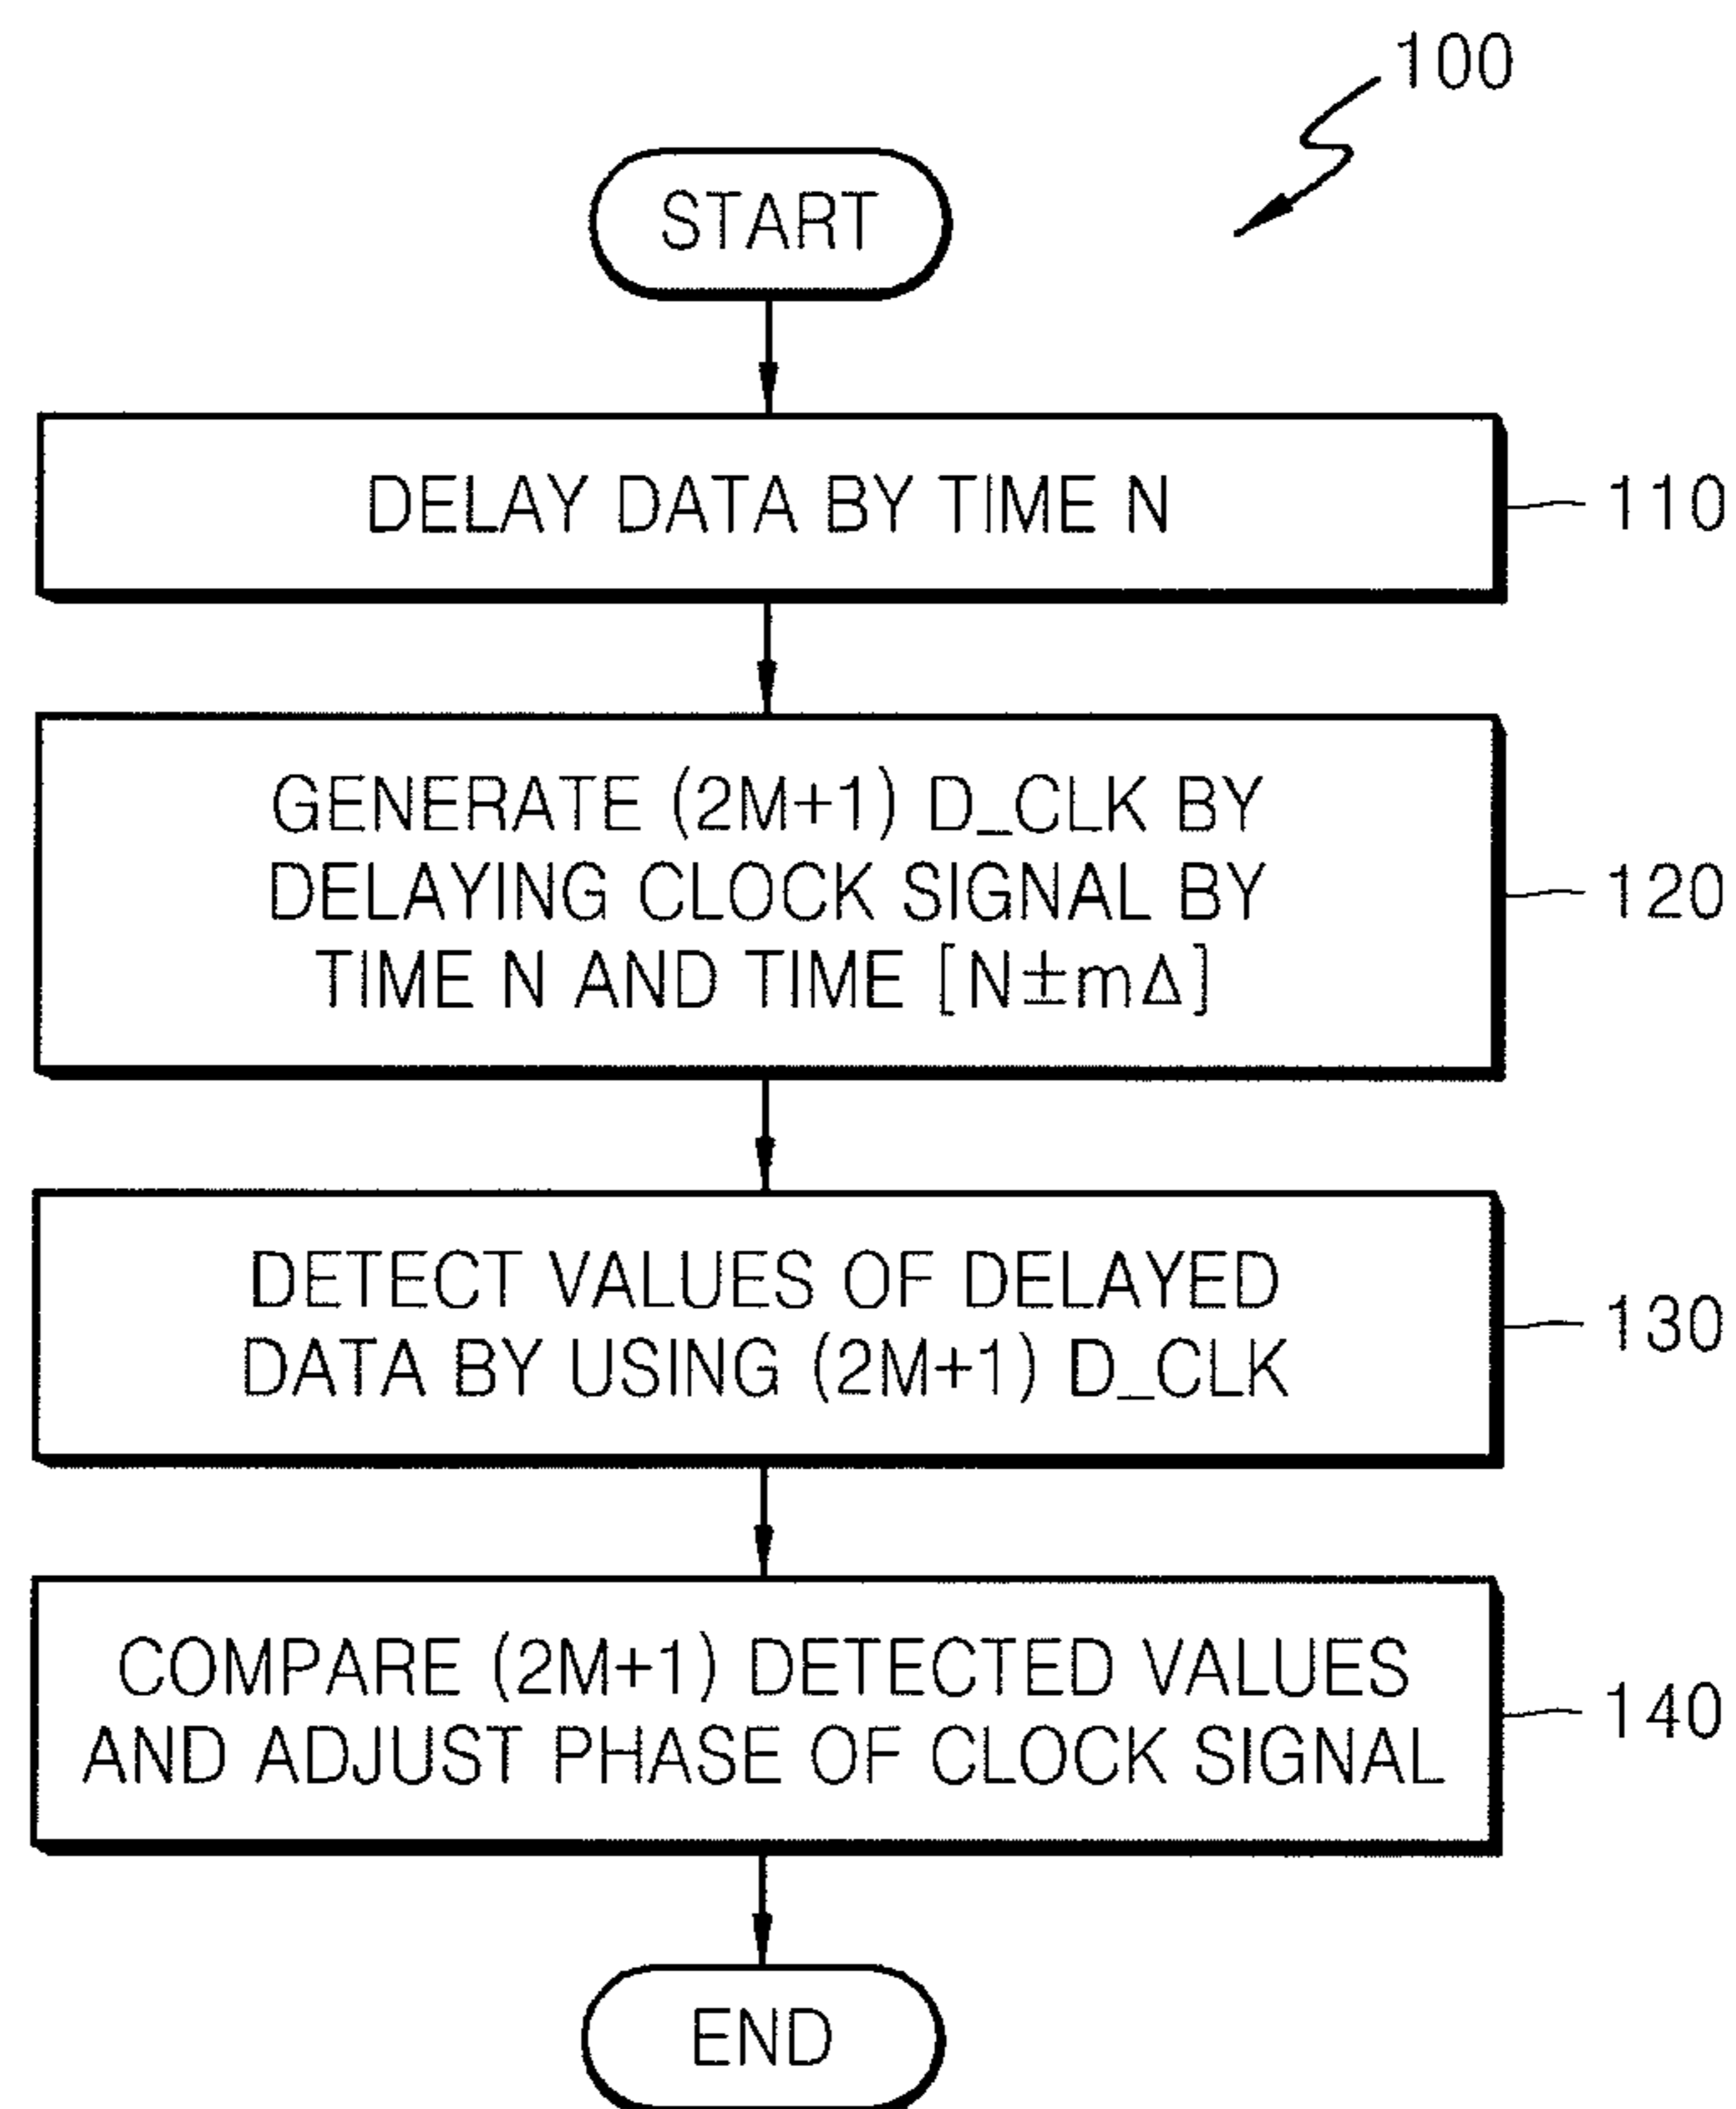 100
START
DELAY DATA BY TIME N
110
GENERATE (2M+1) D_CLK BY
DELAYING CLOCK SIGNAL BY
TIME N AND TIME [N±mΔ]
120
DETECT VALUES OF DELAYED
DATA BY USING (2M+1) D_CLK
130
COMPARE (2M+1) DETECTED VALUES
AND ADJUST PHASE OF CLOCK SIGNAL
140
END